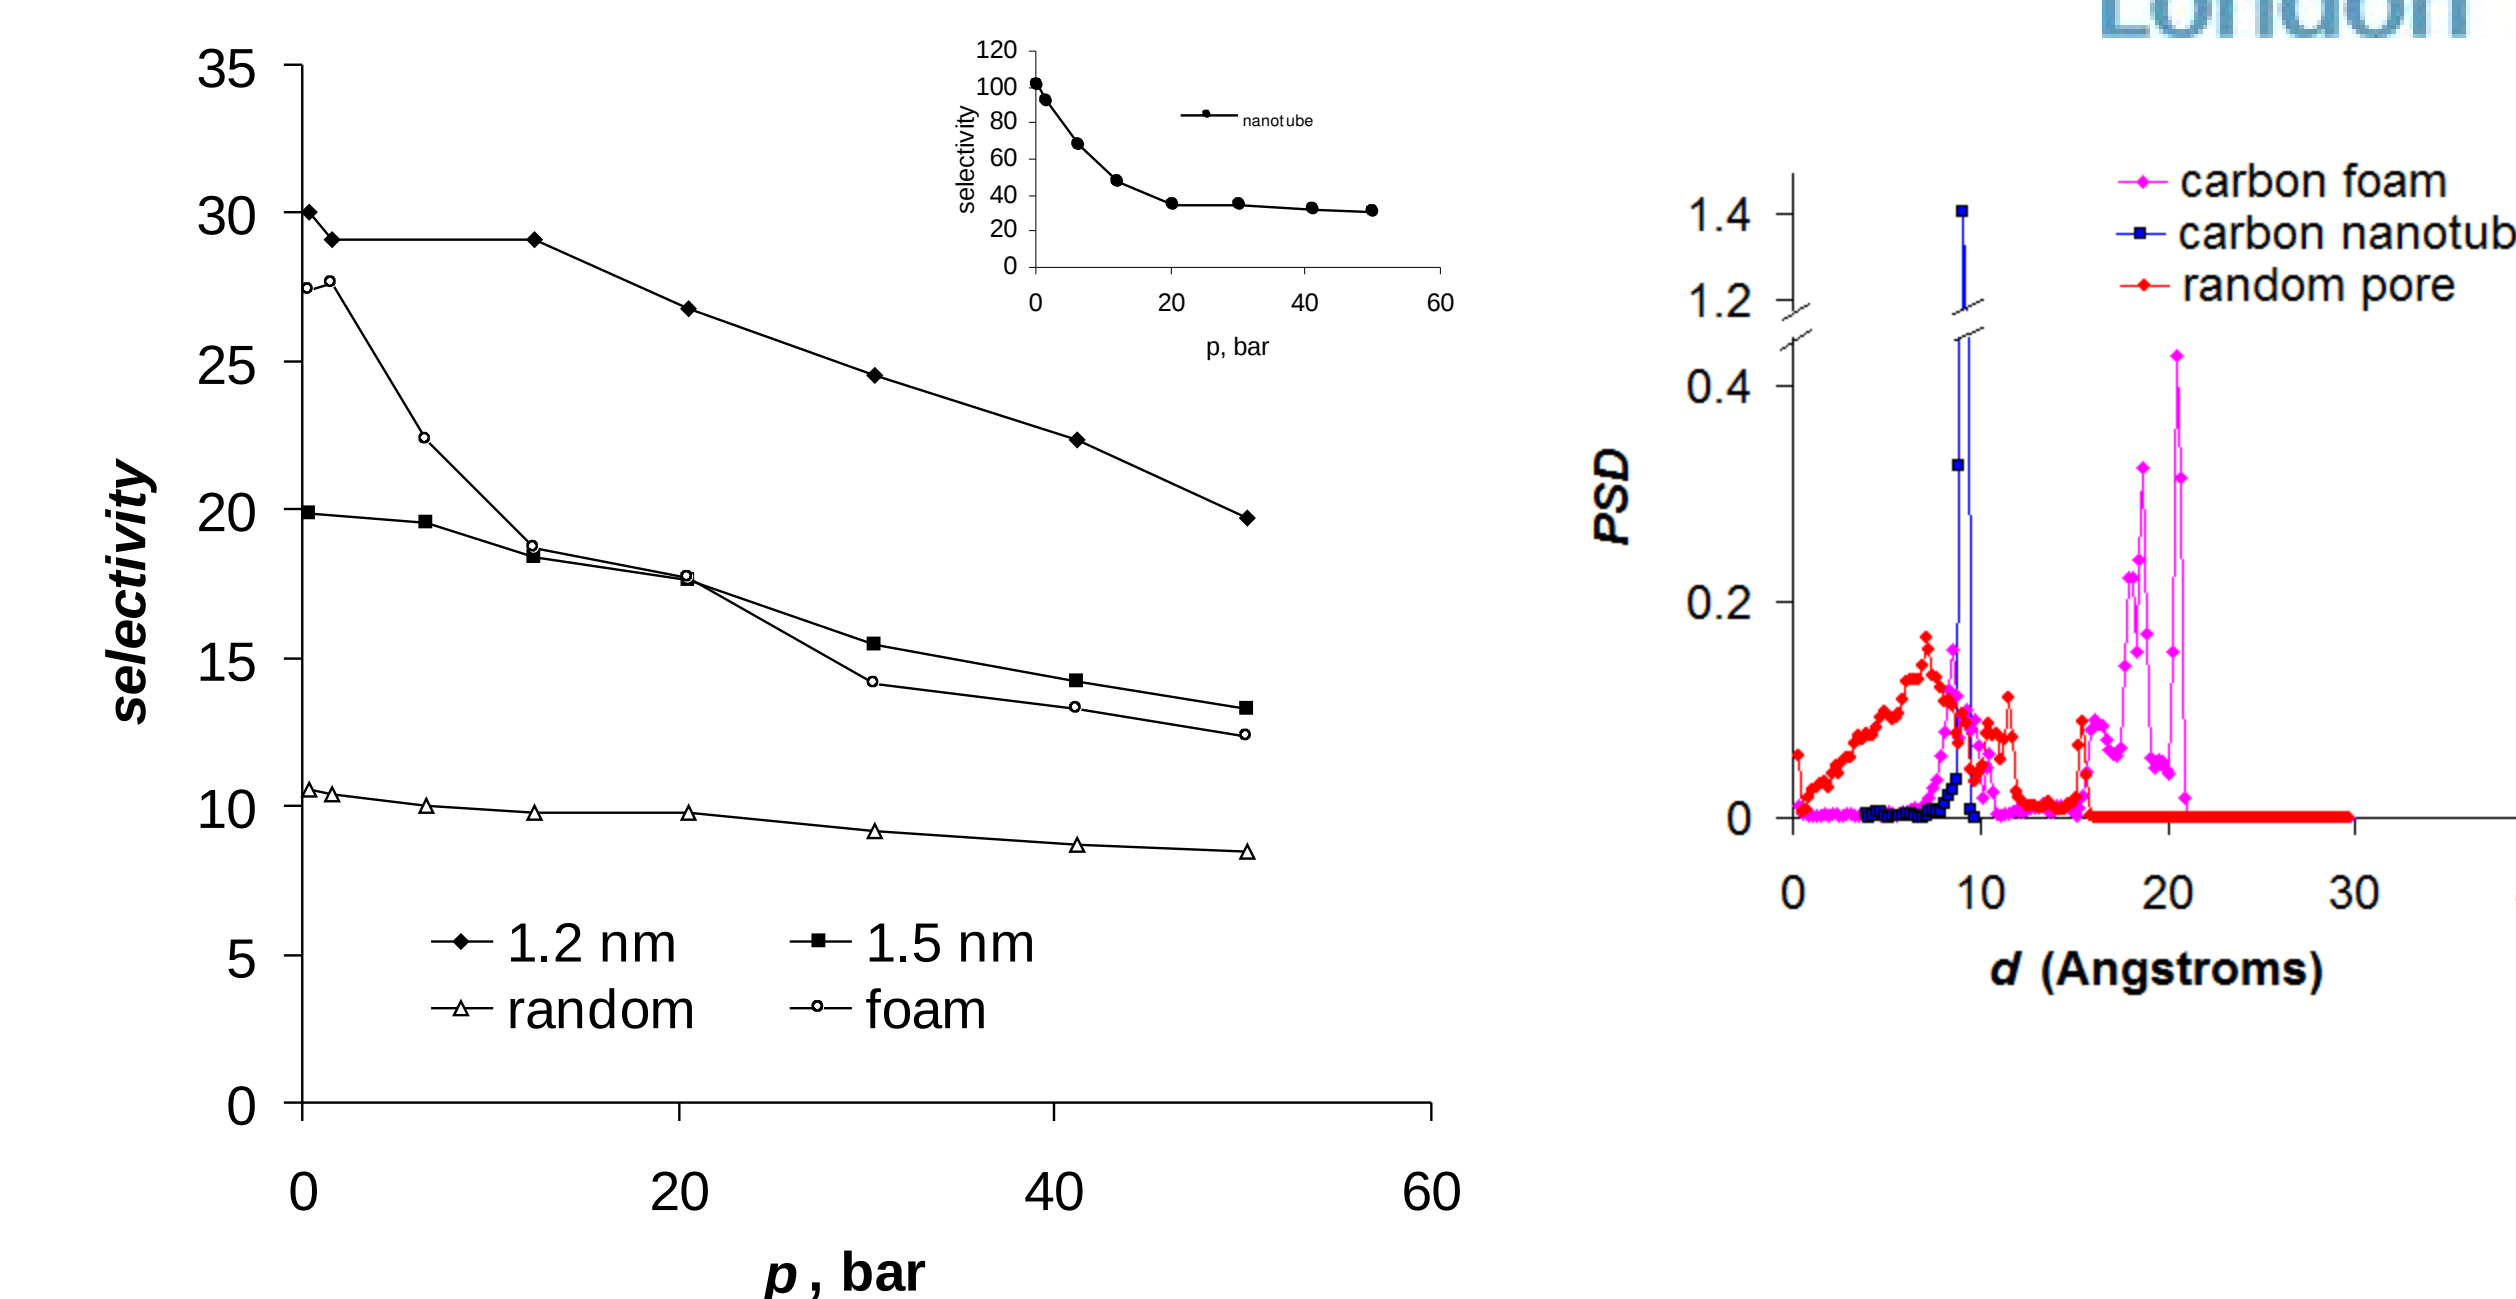 London
35
30
25
20
15
10
5
0
selectivity
0 20 40 60
p , bar
1.2 nm 1.5 nm
random foam
120
100
80
60
40
20
0
selectivity
nanotube
0 20 40 60
p, bar
carbon foam
carbon nanotub
random pore
1.4
1.2
0.4
0.2
0
PSD
0 10 20 30
d (Angstroms)